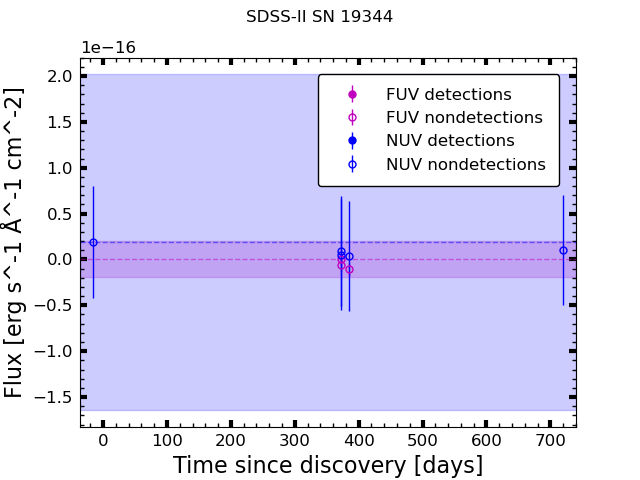 SDSS-II SN 19344
1e−16
FUV detections
FUV nondetections
NUV detections
NUV nondetections
2.0
1.5
1.0
0.5
0.0
−0.5
−1.0
−1.5
Flux [erg s^-1 Å^-1 cm^-2]
0 100 200 300 400 500 600 700
Time since discovery [days]